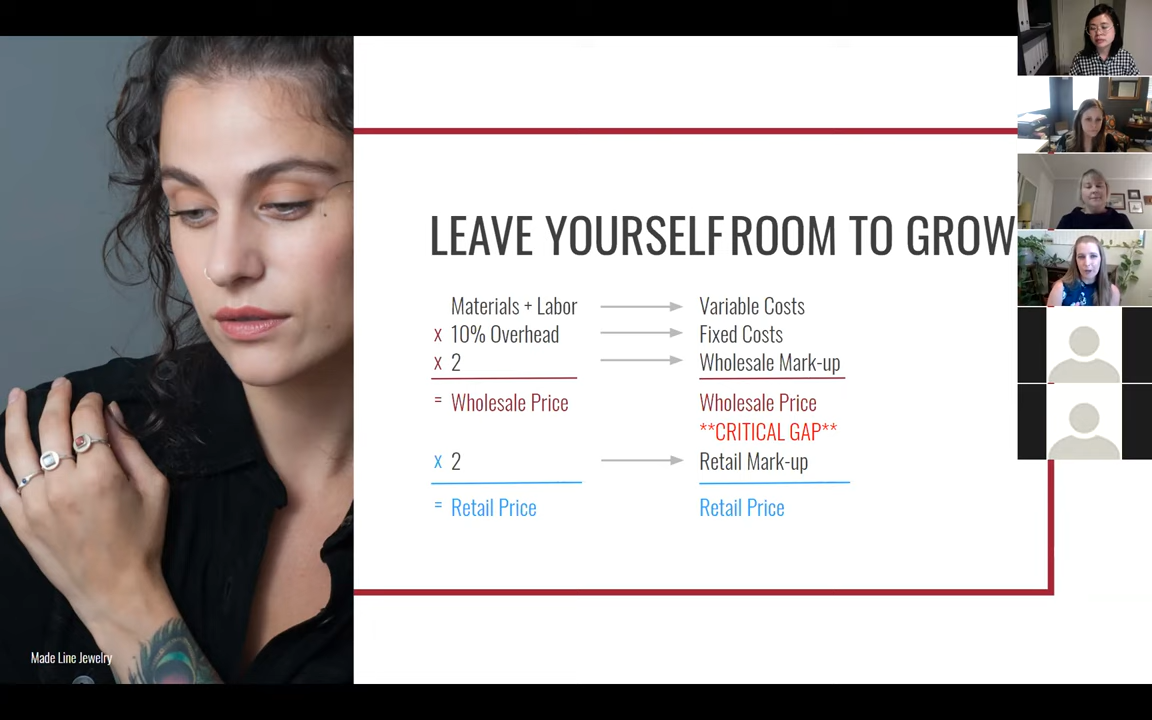 LEAVE YOURSELF ROOM TO GROW
Materials + Labor Variable Costs
x 10% Overhead Fixed Costs
x 2 Wholesale Mark-up
= Wholesale Price Wholesale Price
**CRITICAL GAP**
x 2 Retail Mark-up
= Retail Price Retail Price
Made Line Jewelry